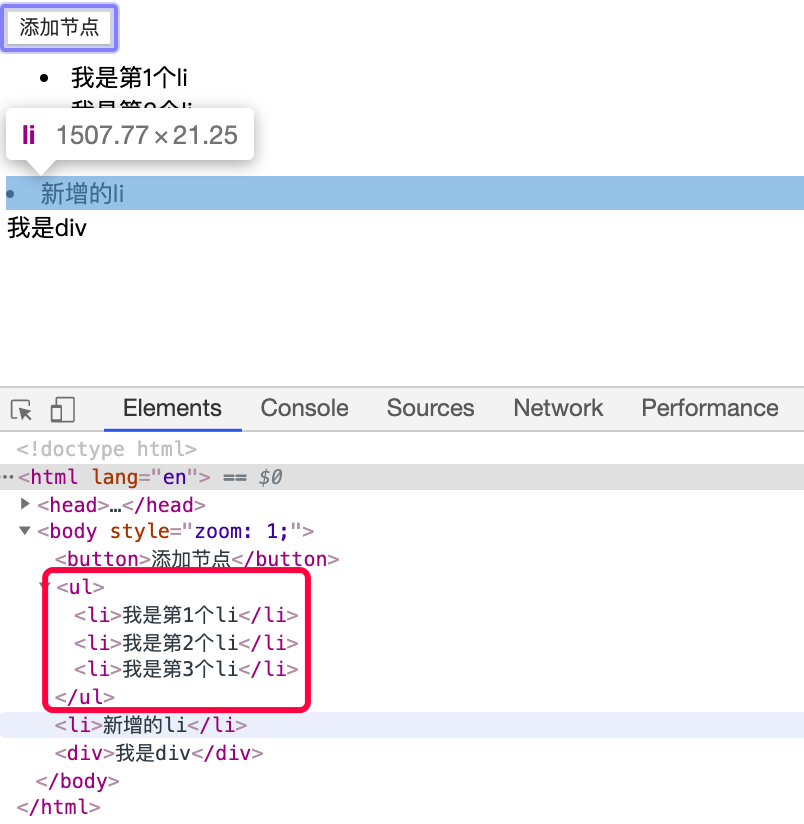 添加节点
• 我是第1个li
我是第2个li
li 1507.77 × 21.25
• 新增的li
我是div
Elements Console Sources Network Performance
<!doctype html>
…<html lang="en"> == $0
▶<head>…</head>
▼<body style="zoom: 1;">
<button>添加节点</button>
▼<ul>
<li>我是第1个li</li>
<li>我是第2个li</li>
<li>我是第3个li</li>
</ul>
<li>新增的li</li>
<div>我是div</div>
</body>
</html>